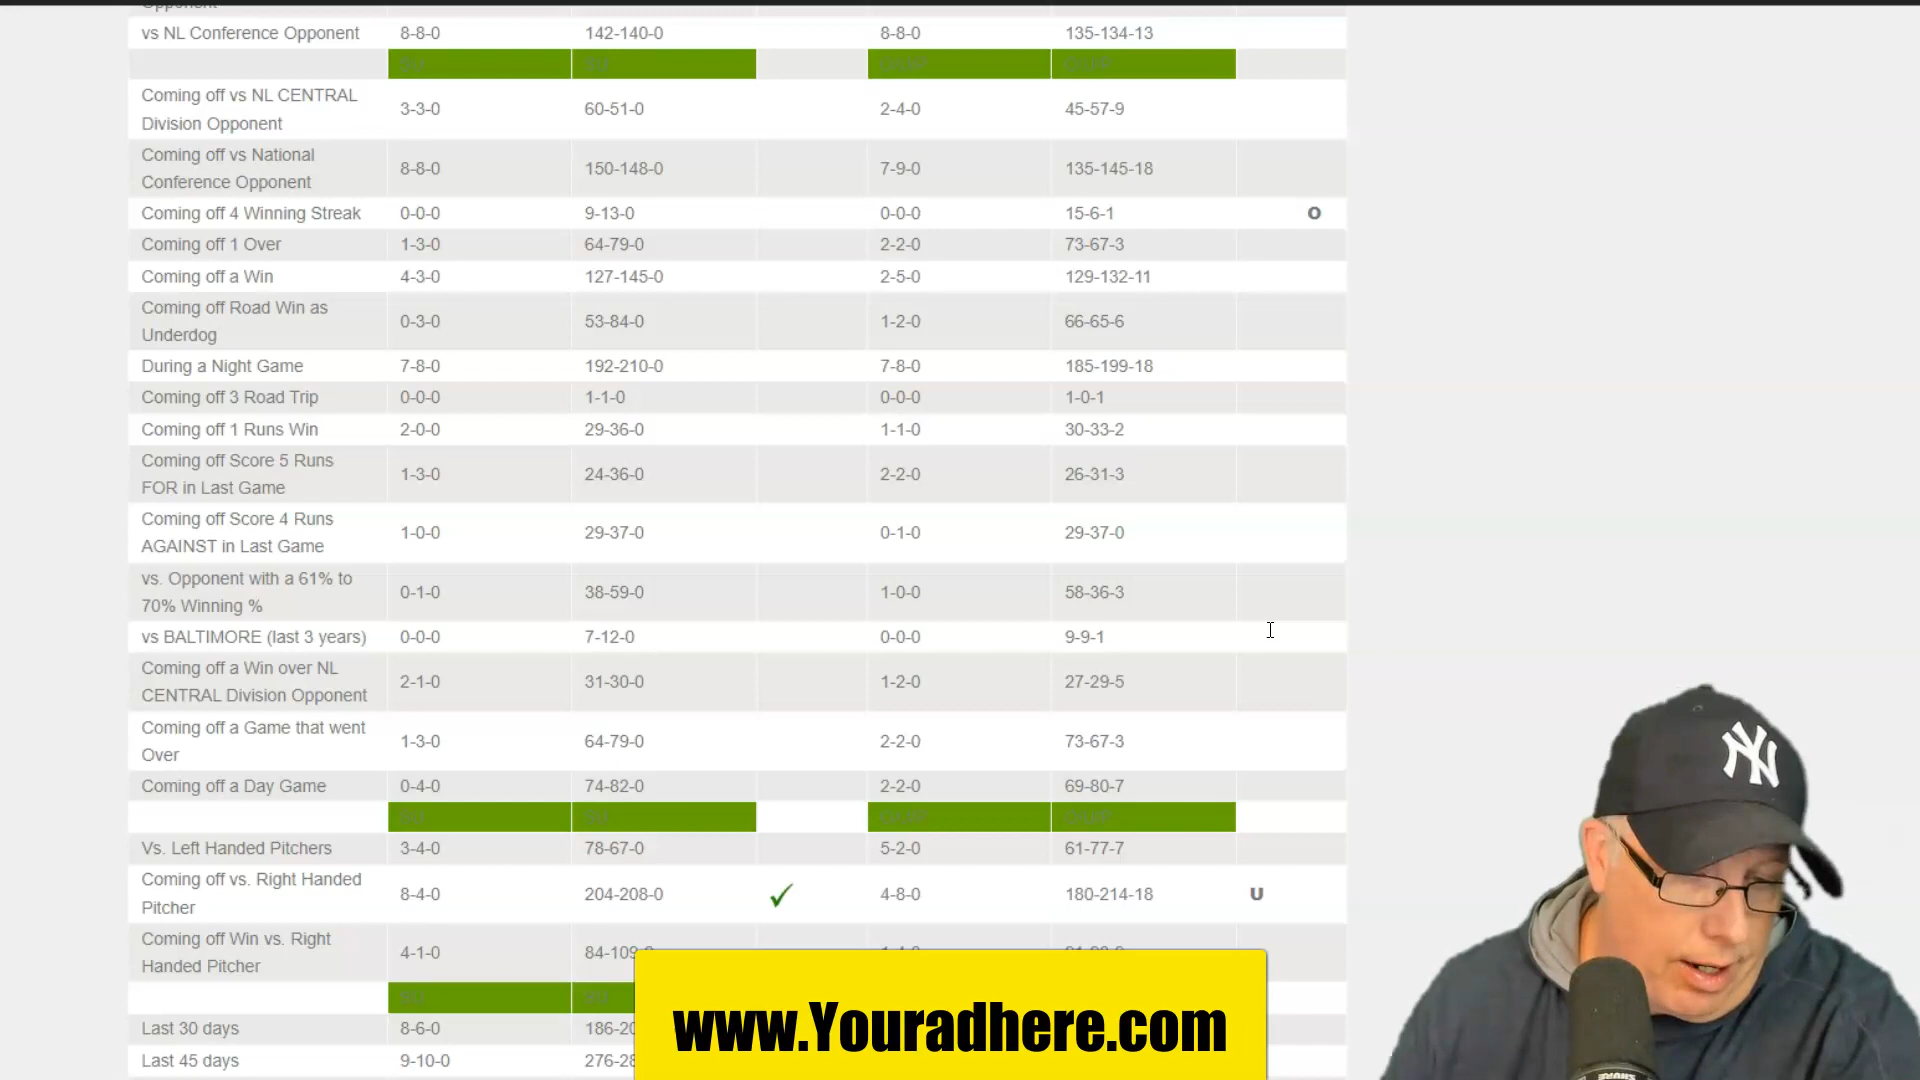 vs NL Conference Opponent 8-8-0 142-140-0 8-8-0 135-134-13
Coming off vs NL CENTRAL
Division Opponent 3-3-0 60-51-0 2-4-0 45-57-9
Coming off vs National
Conference Opponent 8-8-0 150-148-0 7-9-0 135-145-18
Coming off 4 Winning Streak 0-0-0 9-13-0 0-0-0 15-6-1 O
Coming off 1 Over 1-3-0 64-79-0 2-2-0 73-67-3
Coming off a Win 4-3-0 127-145-0 2-5-0 129-132-11
Coming off Road Win as
Underdog 0-3-0 53-84-0 1-2-0 66-65-6
During a Night Game 7-8-0 192-210-0 7-8-0 185-199-18
Coming off 3 Road Trip 0-0-0 1-1-0 0-0-0 1-0-1
Coming off 1 Runs Win 2-0-0 29-36-0 1-1-0 30-33-2
Coming off Score 5 Runs
FOR in Last Game 1-3-0 24-36-0 2-2-0 26-31-3
Coming off Score 4 Runs
AGAINST in Last Game 1-0-0 29-37-0 0-1-0 29-37-0
vs. Opponent with a 61% to
70% Winning % 0-1-0 38-59-0 1-0-0 58-36-3
vs BALTIMORE (last 3 years) 0-0-0 7-12-0 0-0-0 9-9-1
Coming off a Win over NL
CENTRAL Division Opponent 2-1-0 31-30-0 1-2-0 27-29-5
Coming off a Game that went
Over 1-3-0 64-79-0 2-2-0 73-67-3
Coming off a Day Game 0-4-0 74-82-0 2-2-0 69-80-7
Vs. Left Handed Pitchers 3-4-0 78-67-0 5-2-0 61-77-7
Coming off vs. Right Handed
Pitcher 8-4-0 204-208-0 4-8-0 180-214-18 U
Coming off Win vs. Right
Handed Pitcher 4-1-0
Last 30 days 8-6-0
Last 45 days 9-10-0
www.Youradhere.com
NY